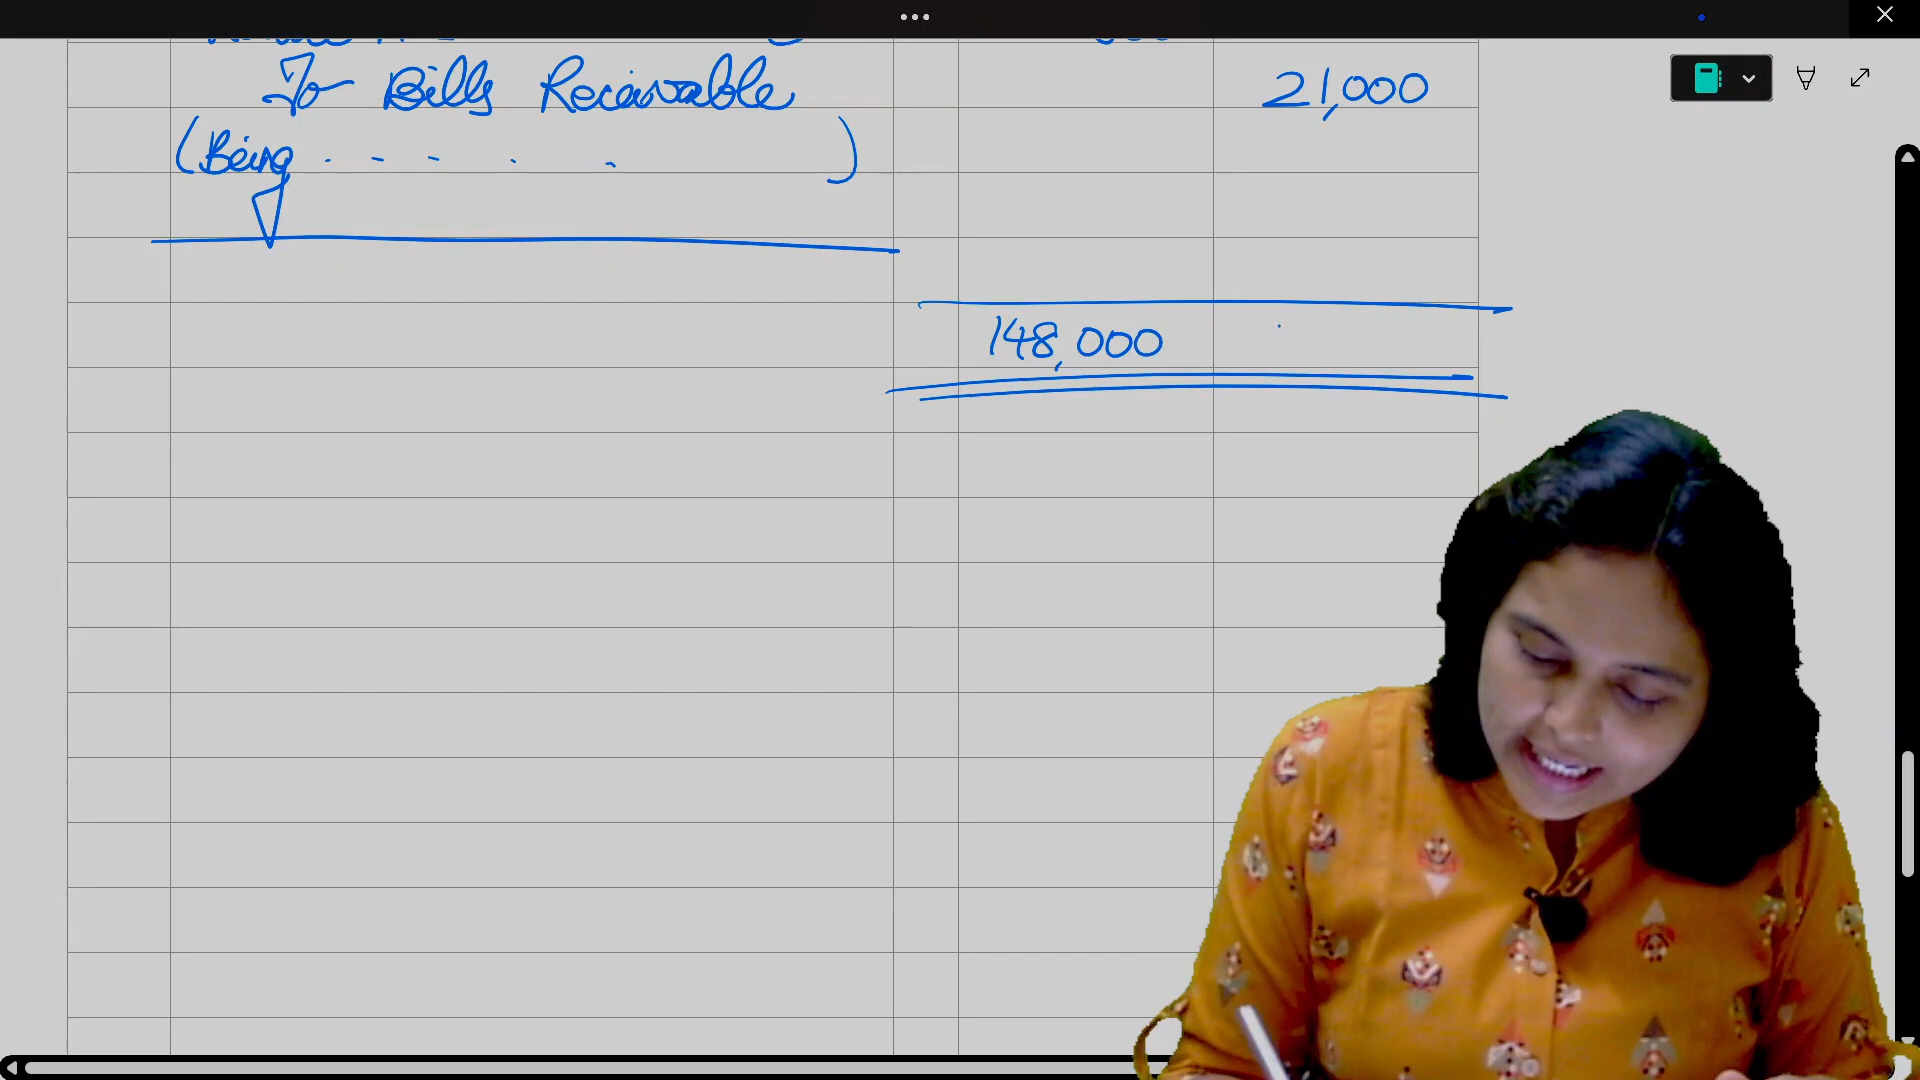 To Bills Receivable 21,000
(Being - - - - - )
148,000